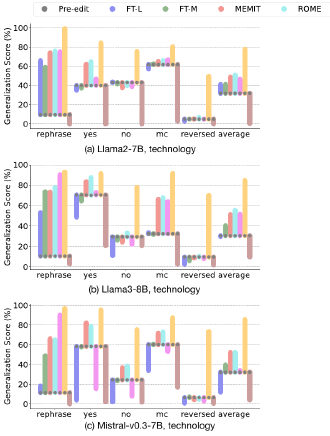 Pre-edit FT-L FT-M MEMIT ROME
Generalization Score (%)
100
80
60
40
20
0
rephrase yes no mc reversed average
(a) Llama2-7B, technology
Generalization Score (%)
100
80
60
40
20
0
rephrase yes no mc reversed average
(b) Llama3-8B, technology
Generalization Score (%)
100
80
60
40
20
0
rephrase yes no mc reversed average
(c) Mistral-v0.3-7B, technology